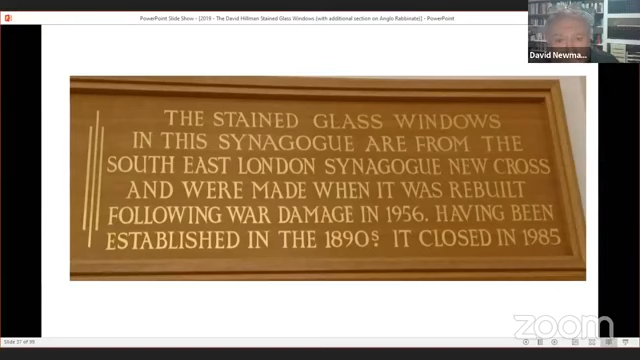 PowerPoint Slide Show - [2019 - The David Hillman Stained Glass Windows (with additional section on Anglo Rabbinate)] - PowerPoint
David Newma...
THE STAINED GLASS WINDOWS
IN THIS SYNAGOGUE ARE FROM THE
SOUTH EAST LONDON SYNAGOGUE NEW CROSS
AND WERE MADE WHEN IT WAS REBUILT
FOLLOWING WAR DAMAGE IN 1956. HAVING BEEN
ESTABLISHED IN THE 1890s. IT CLOSED IN 1985
zoom
Slide 37 of 99